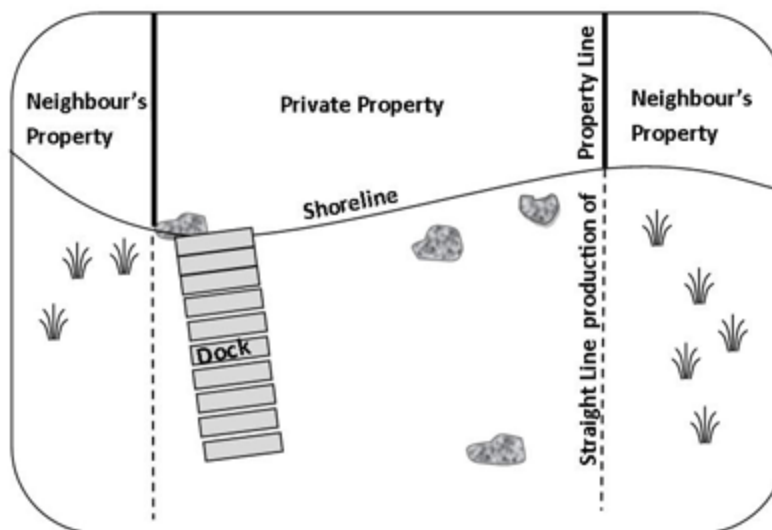 Neighbour's
Property
Private Property
Property Line
Neighbour's
Property
Shoreline
Straight Line production of
Dock